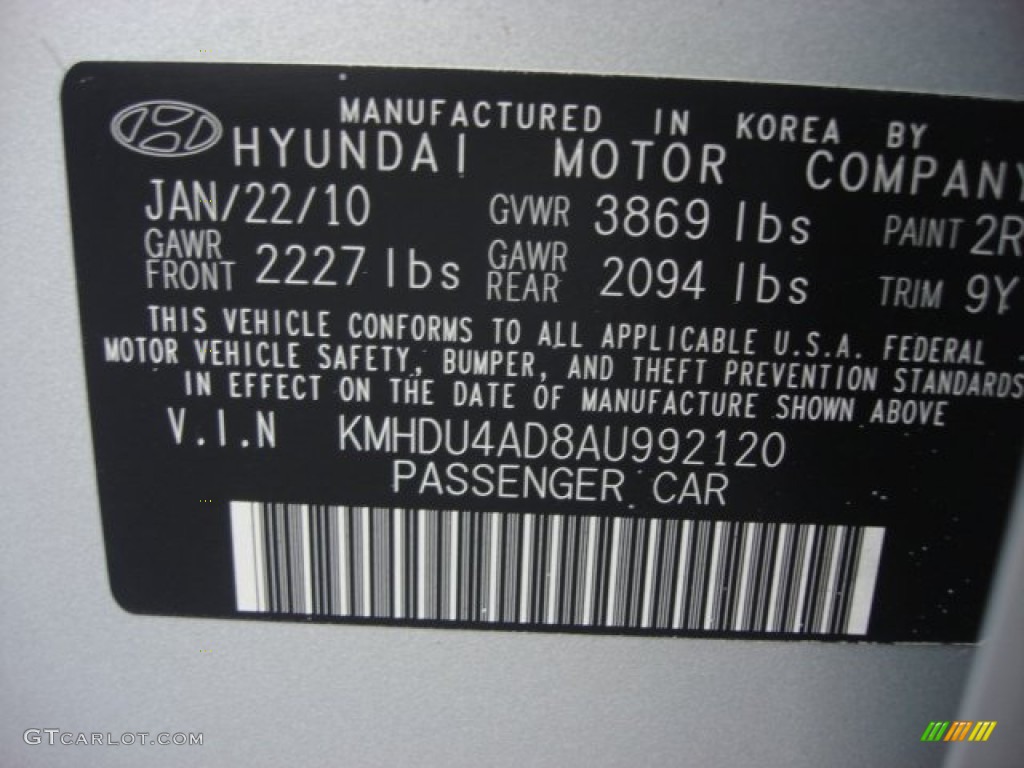 MANUFACTURED IN KOREA BY
HYUNDAI MOTOR COMPANY
JAN/22/10 GVWR 3869 lbs PAINT 2R
GAWR FRONT 2227 lbs GAWR REAR 2094 lbs TRIM 9Y
THIS VEHICLE CONFORMS TO ALL APPLICABLE U.S.A. FEDERAL
MOTOR VEHICLE SAFETY, BUMPER, AND THEFT PREVENTION STANDARDS
IN EFFECT ON THE DATE OF MANUFACTURE SHOWN ABOVE
V.I.N KMHDU4AD8AU992120
PASSENGER CAR
GTCARLOT.COM